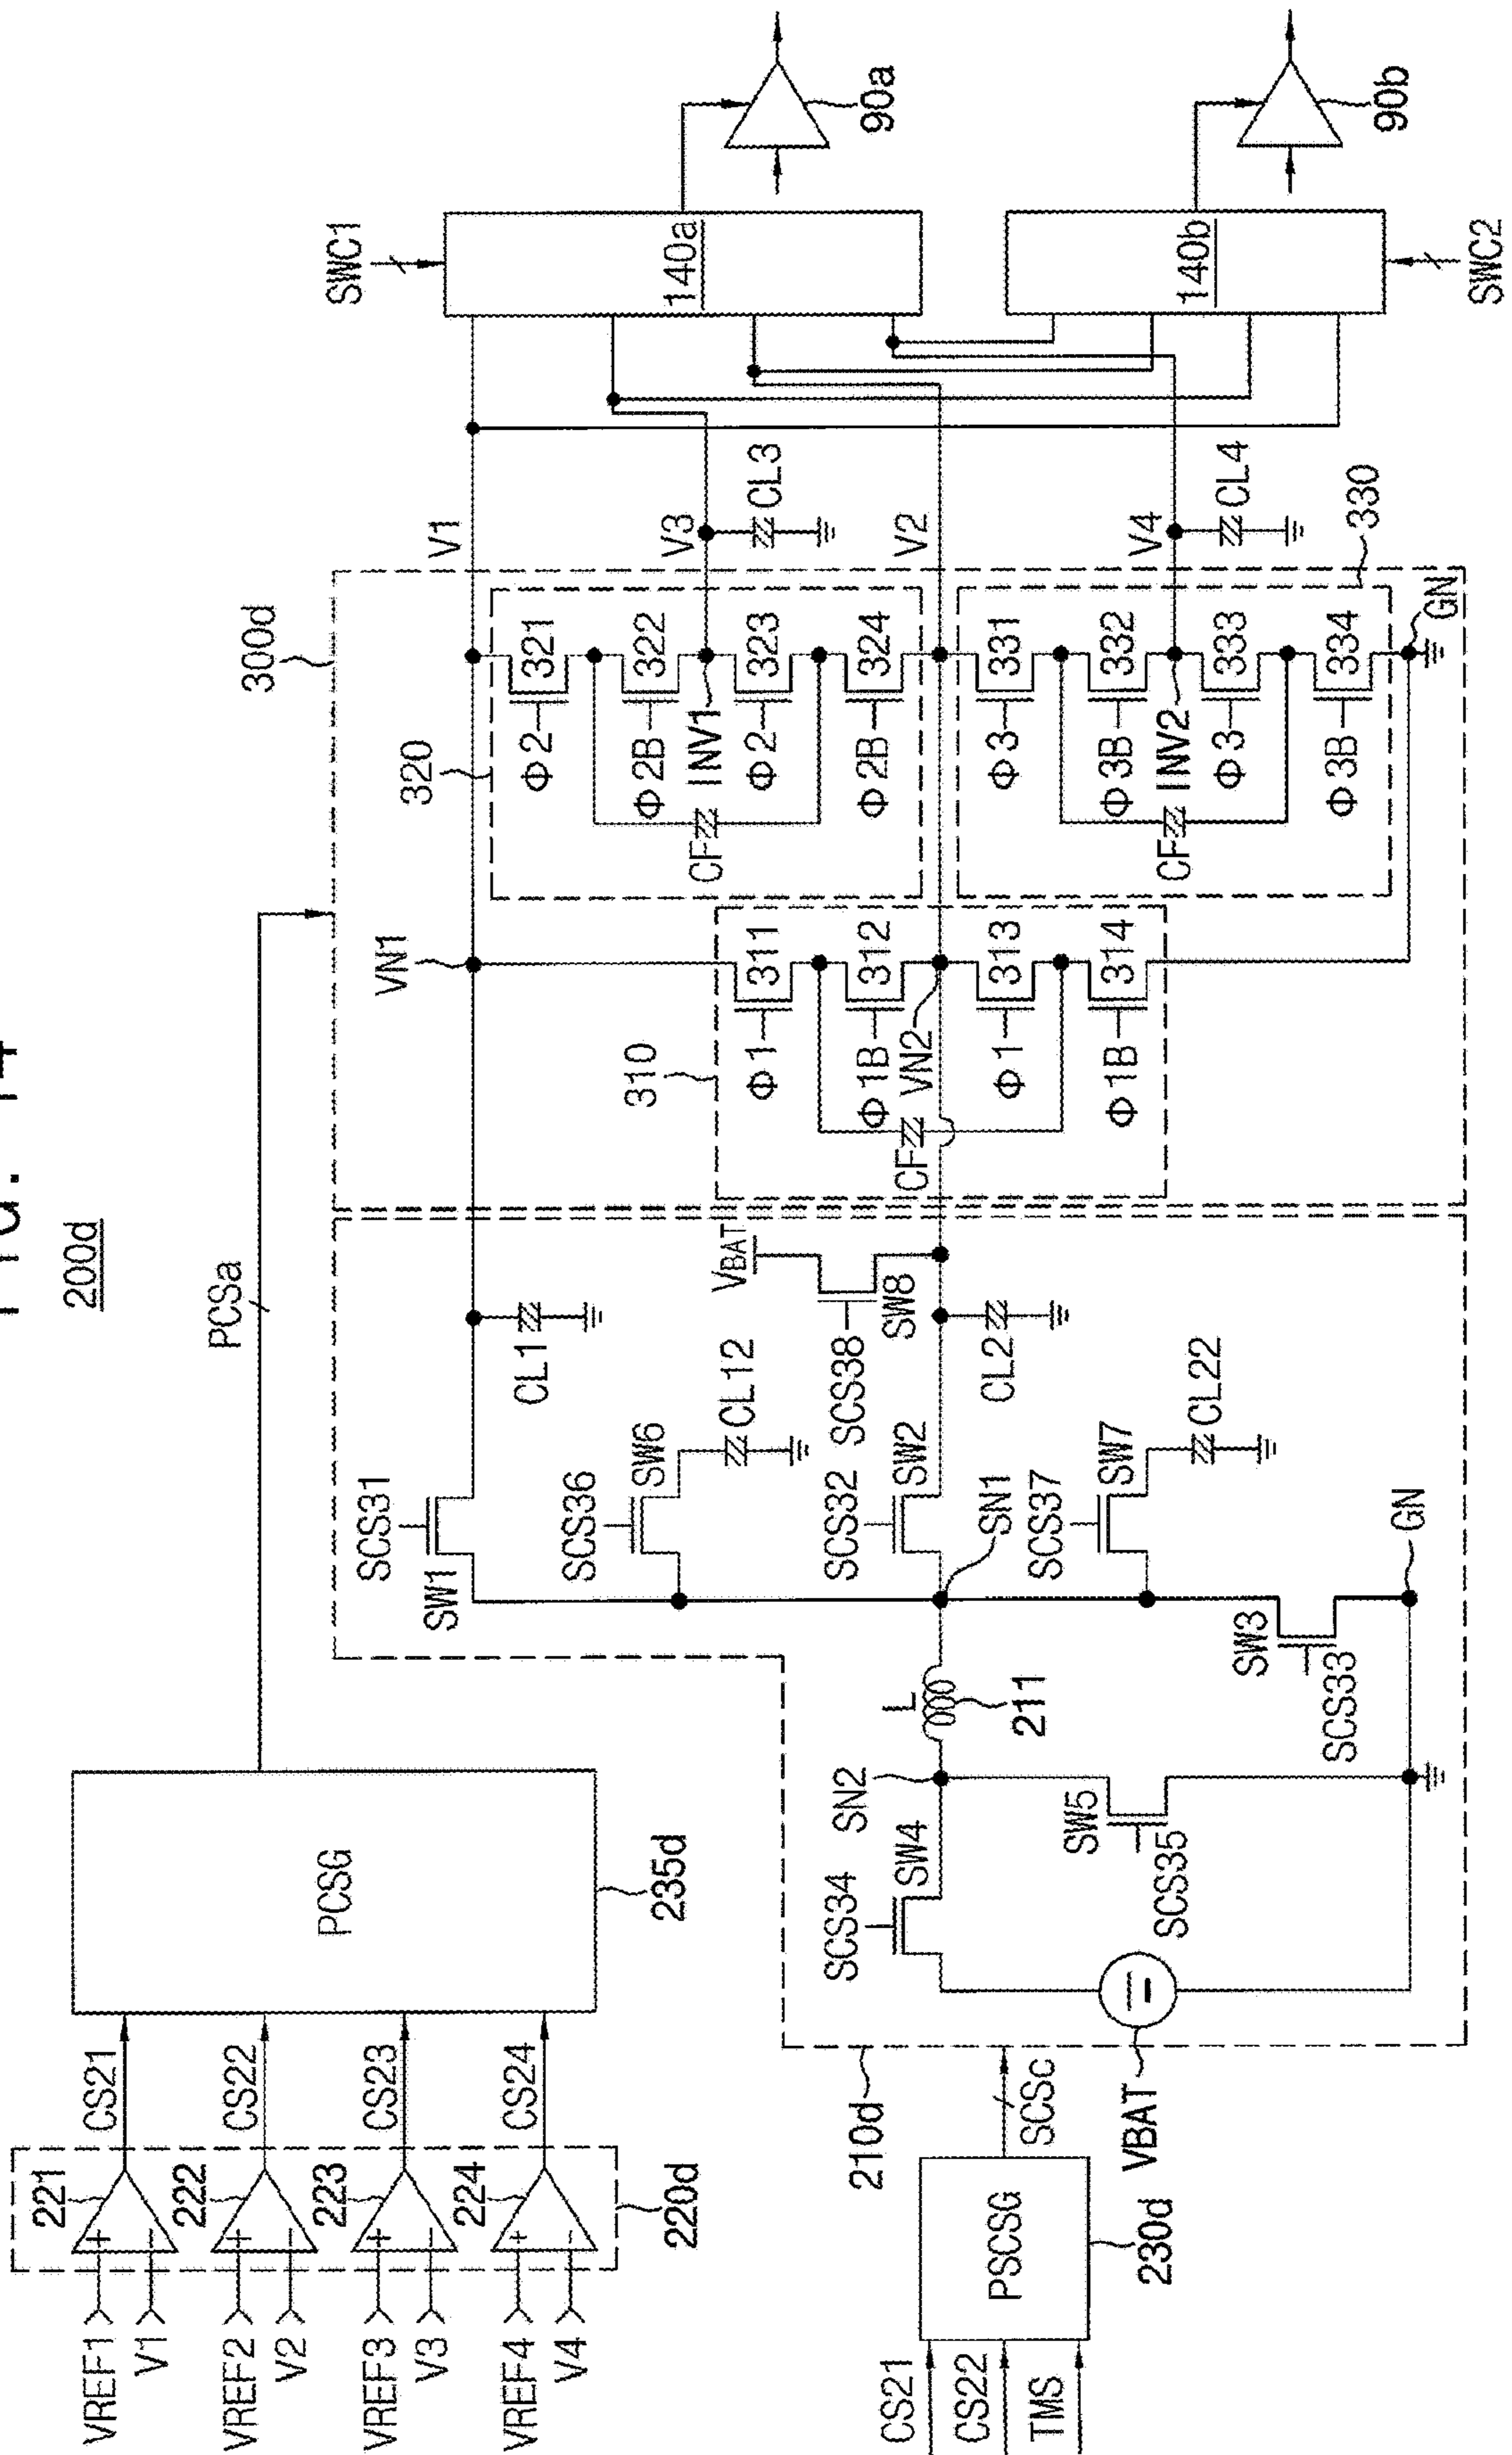 FIG. 14
200d
VREF1
V1
VREF2
V2
VREF3
V3
VREF4
V4
221
222
223
224
220d
CS21
CS22
CS23
CS24
PCSG
235d
PCSa
CS21
CS22
TMS
PSCSG
230d
SCSc
210d
VBAT
SCS34
SW4
SN2
SW5
SCS35
L
211
SCS31
SW1
SCS36
SW6
CL12
SCS32
SW2
SN1
SCS37
SW7
CL22
SW3
SCS33
GN
CL1
VBAT
SCS38
SW8
CL2
300d
VN1
310
Φ1
311
Φ1B
312
VN2
Φ1
313
Φ1B
314
CF
320
Φ2
321
Φ2B
322
INV1
Φ2
323
Φ2B
324
CF
Φ3
331
Φ3B
332
INV2
Φ3
333
Φ3B
334
CF
GN
330
V1
V3
CL3
V2
V4
CL4
SWC1
140a
90a
140b
SWC2
90b